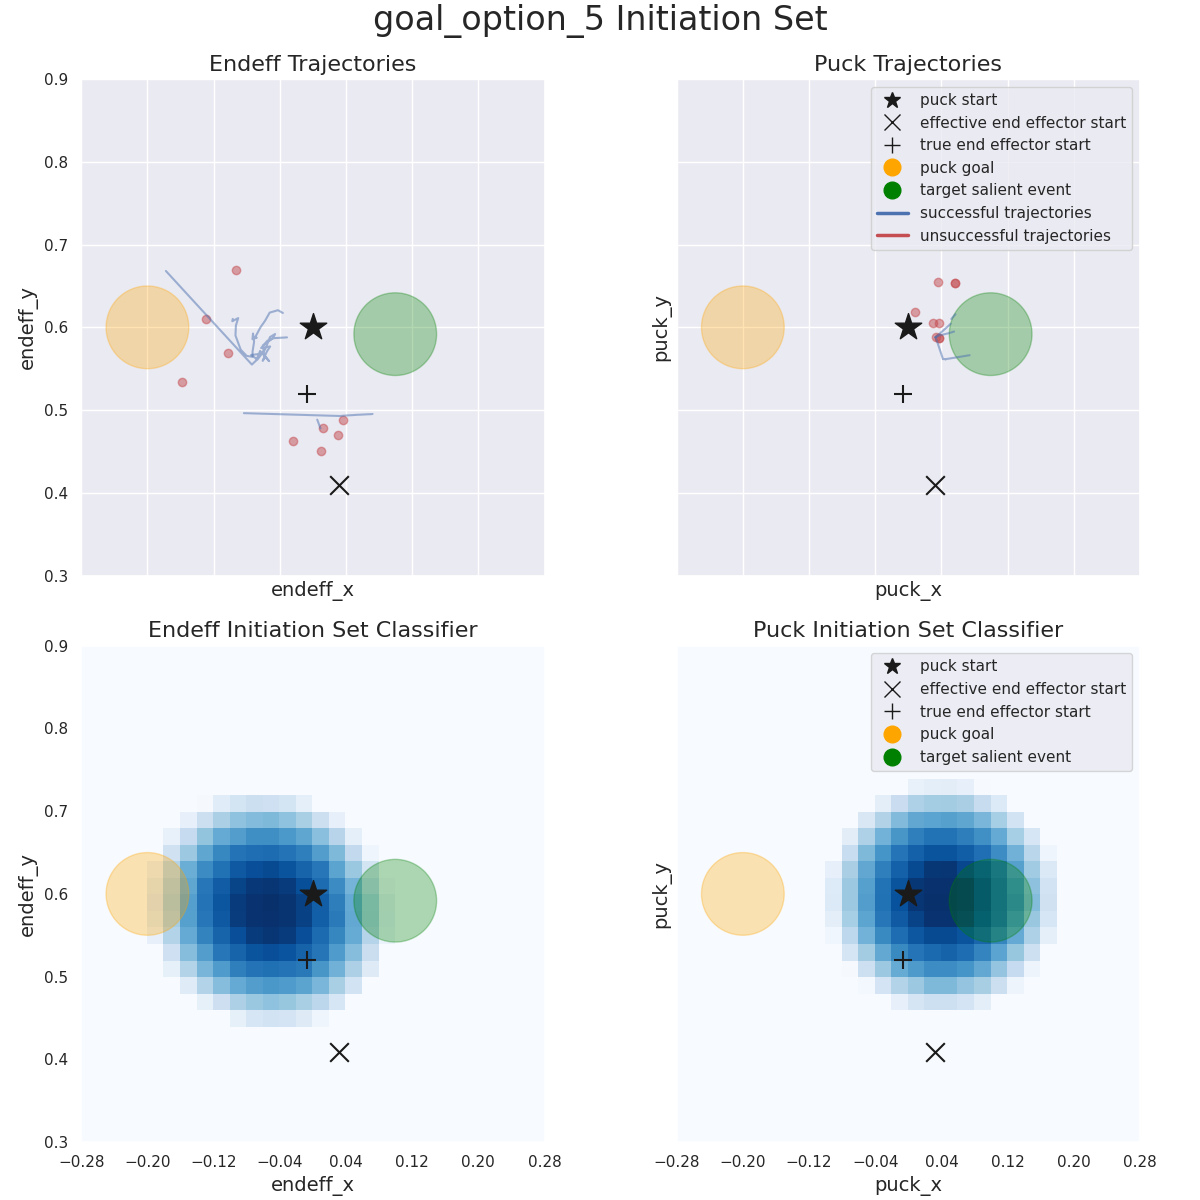 goal_option_5 Initiation Set
Endeff Trajectories
endeff_y
0.9
0.8
0.7
0.6
0.5
0.4
0.3
endeff_x
Puck Trajectories
puck start
effective end effector start
true end effector start
puck goal
target salient event
successful trajectories
unsuccessful trajectories
puck_y
puck_x
Endeff Initiation Set Classifier
endeff_y
0.9
0.8
0.7
0.6
0.5
0.4
0.3
−0.28 −0.20 −0.12 −0.04 0.04 0.12 0.20 0.28
endeff_x
Puck Initiation Set Classifier
puck start
effective end effector start
true end effector start
puck goal
target salient event
puck_y
−0.28 −0.20 −0.12 −0.04 0.04 0.12 0.20 0.28
puck_x